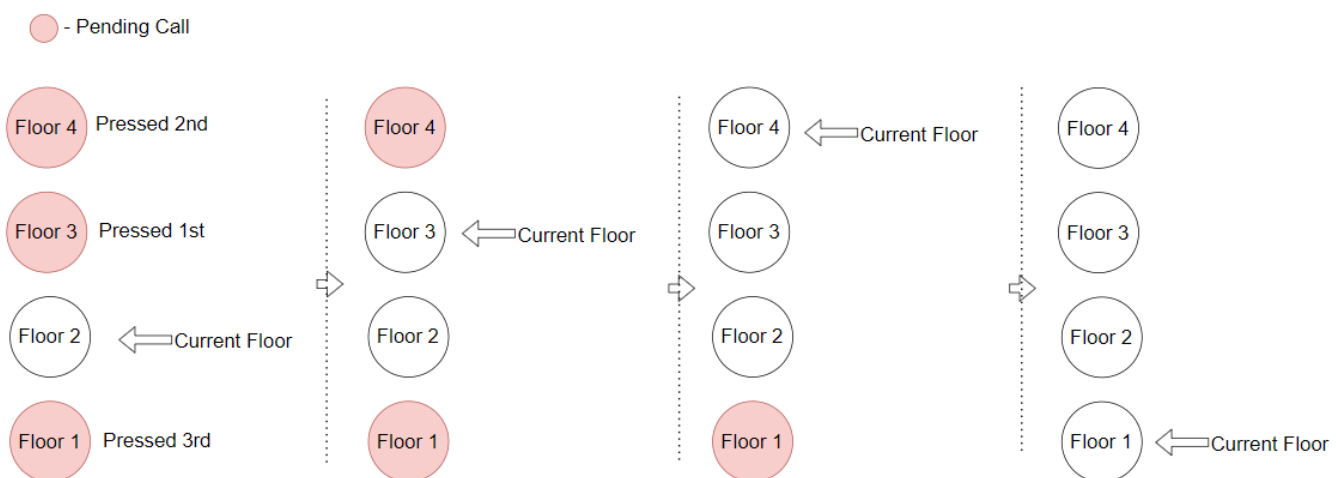 - Pending Call
Floor 4 Pressed 2nd
Floor 3 Pressed 1st
Floor 2 Current Floor
Floor 1 Pressed 3rd
Floor 4
Floor 3 Current Floor
Floor 2
Floor 1
Floor 4 Current Floor
Floor 3
Floor 2
Floor 1
Floor 4
Floor 3
Floor 2
Floor 1 Current Floor